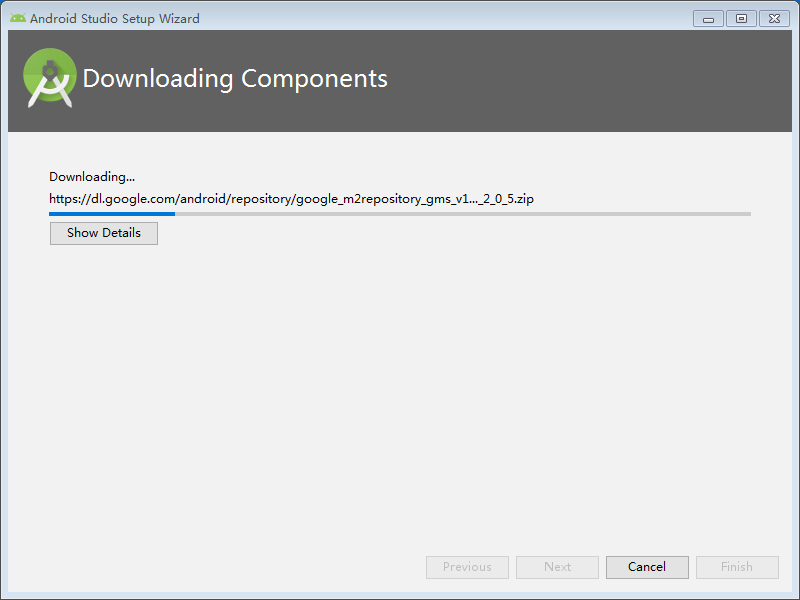 Android Studio Setup Wizard
Downloading Components
Downloading...
https://dl.google.com/android/repository/google_m2repository_gms_v1..._2_0_5.zip
Show Details
Previous Next Cancel Finish